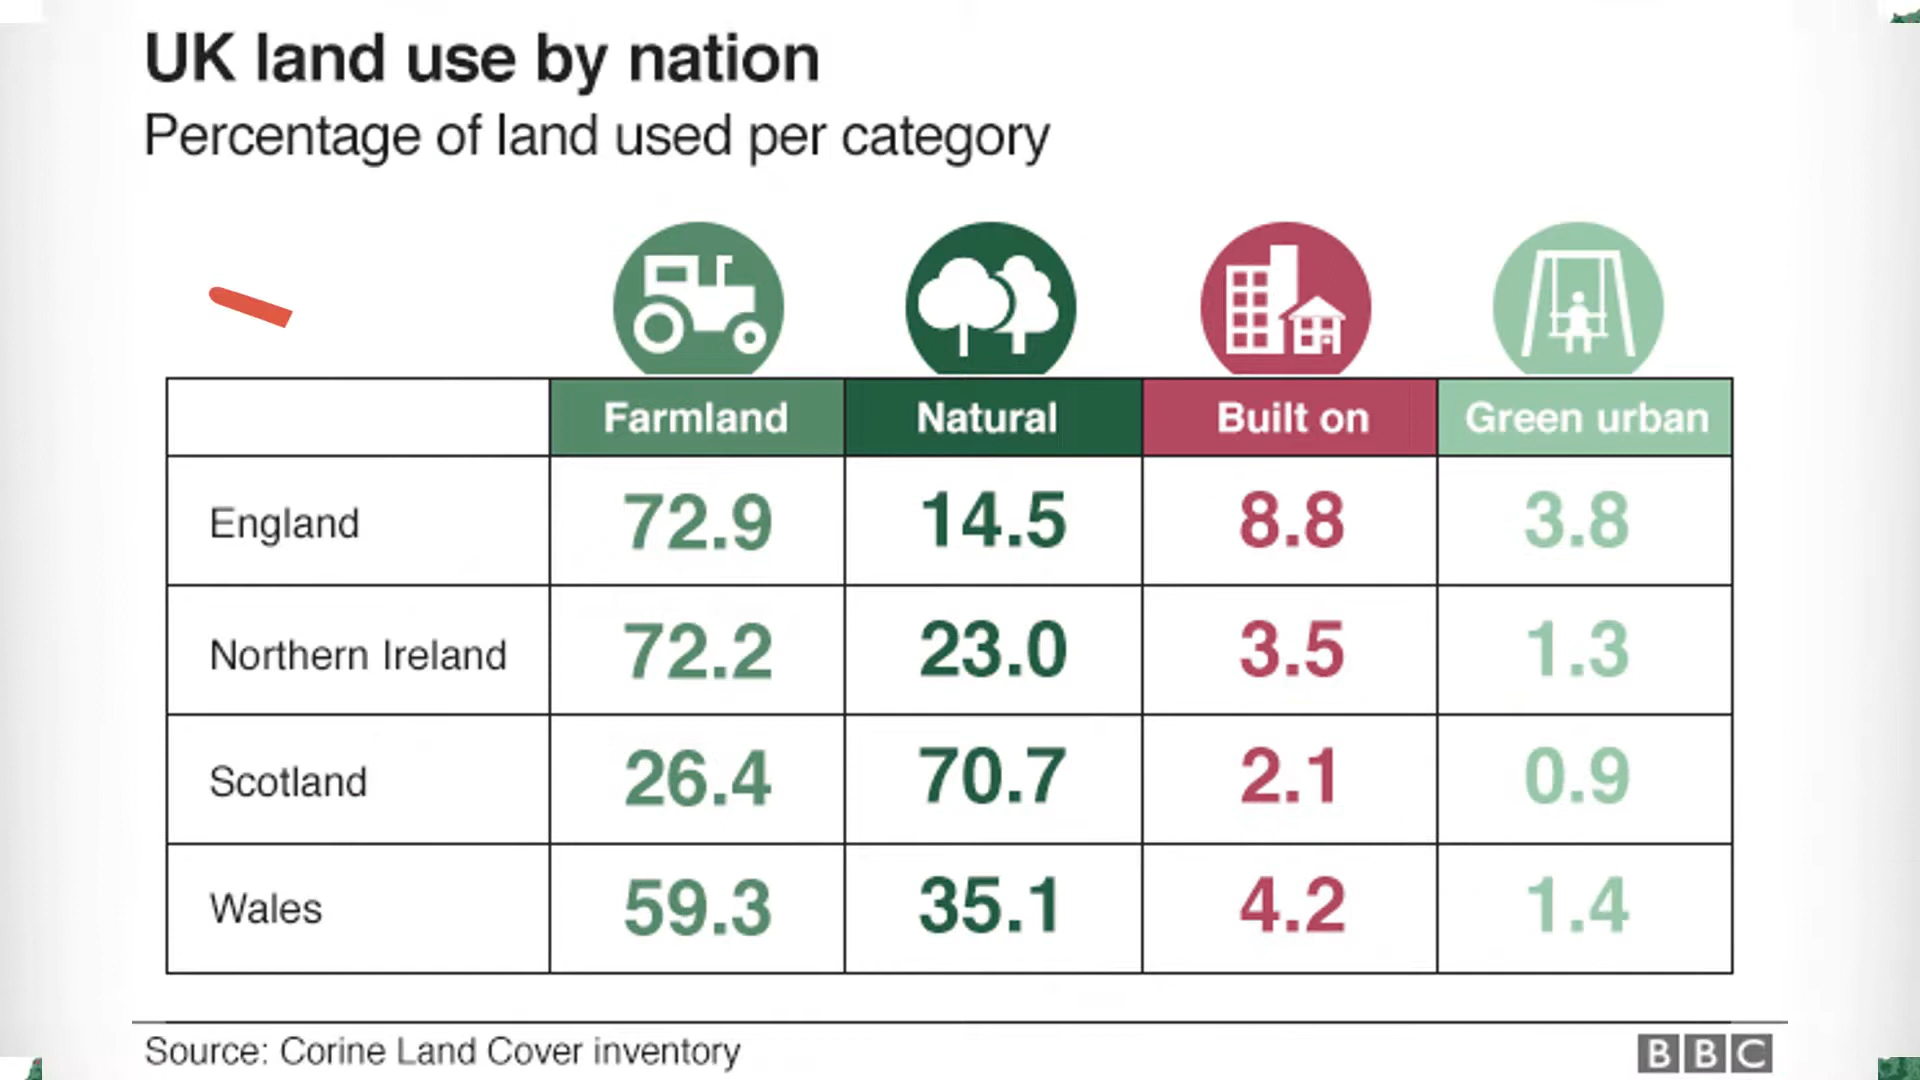 UK land use by nation
Percentage of land used per category
Farmland Natural Built on Green urban
England 72.9 14.5 8.8 3.8
Northern Ireland 72.2 23.0 3.5 1.3
Scotland 26.4 70.7 2.1 0.9
Wales 59.3 35.1 4.2 1.4
Source: Corine Land Cover inventory
BBC